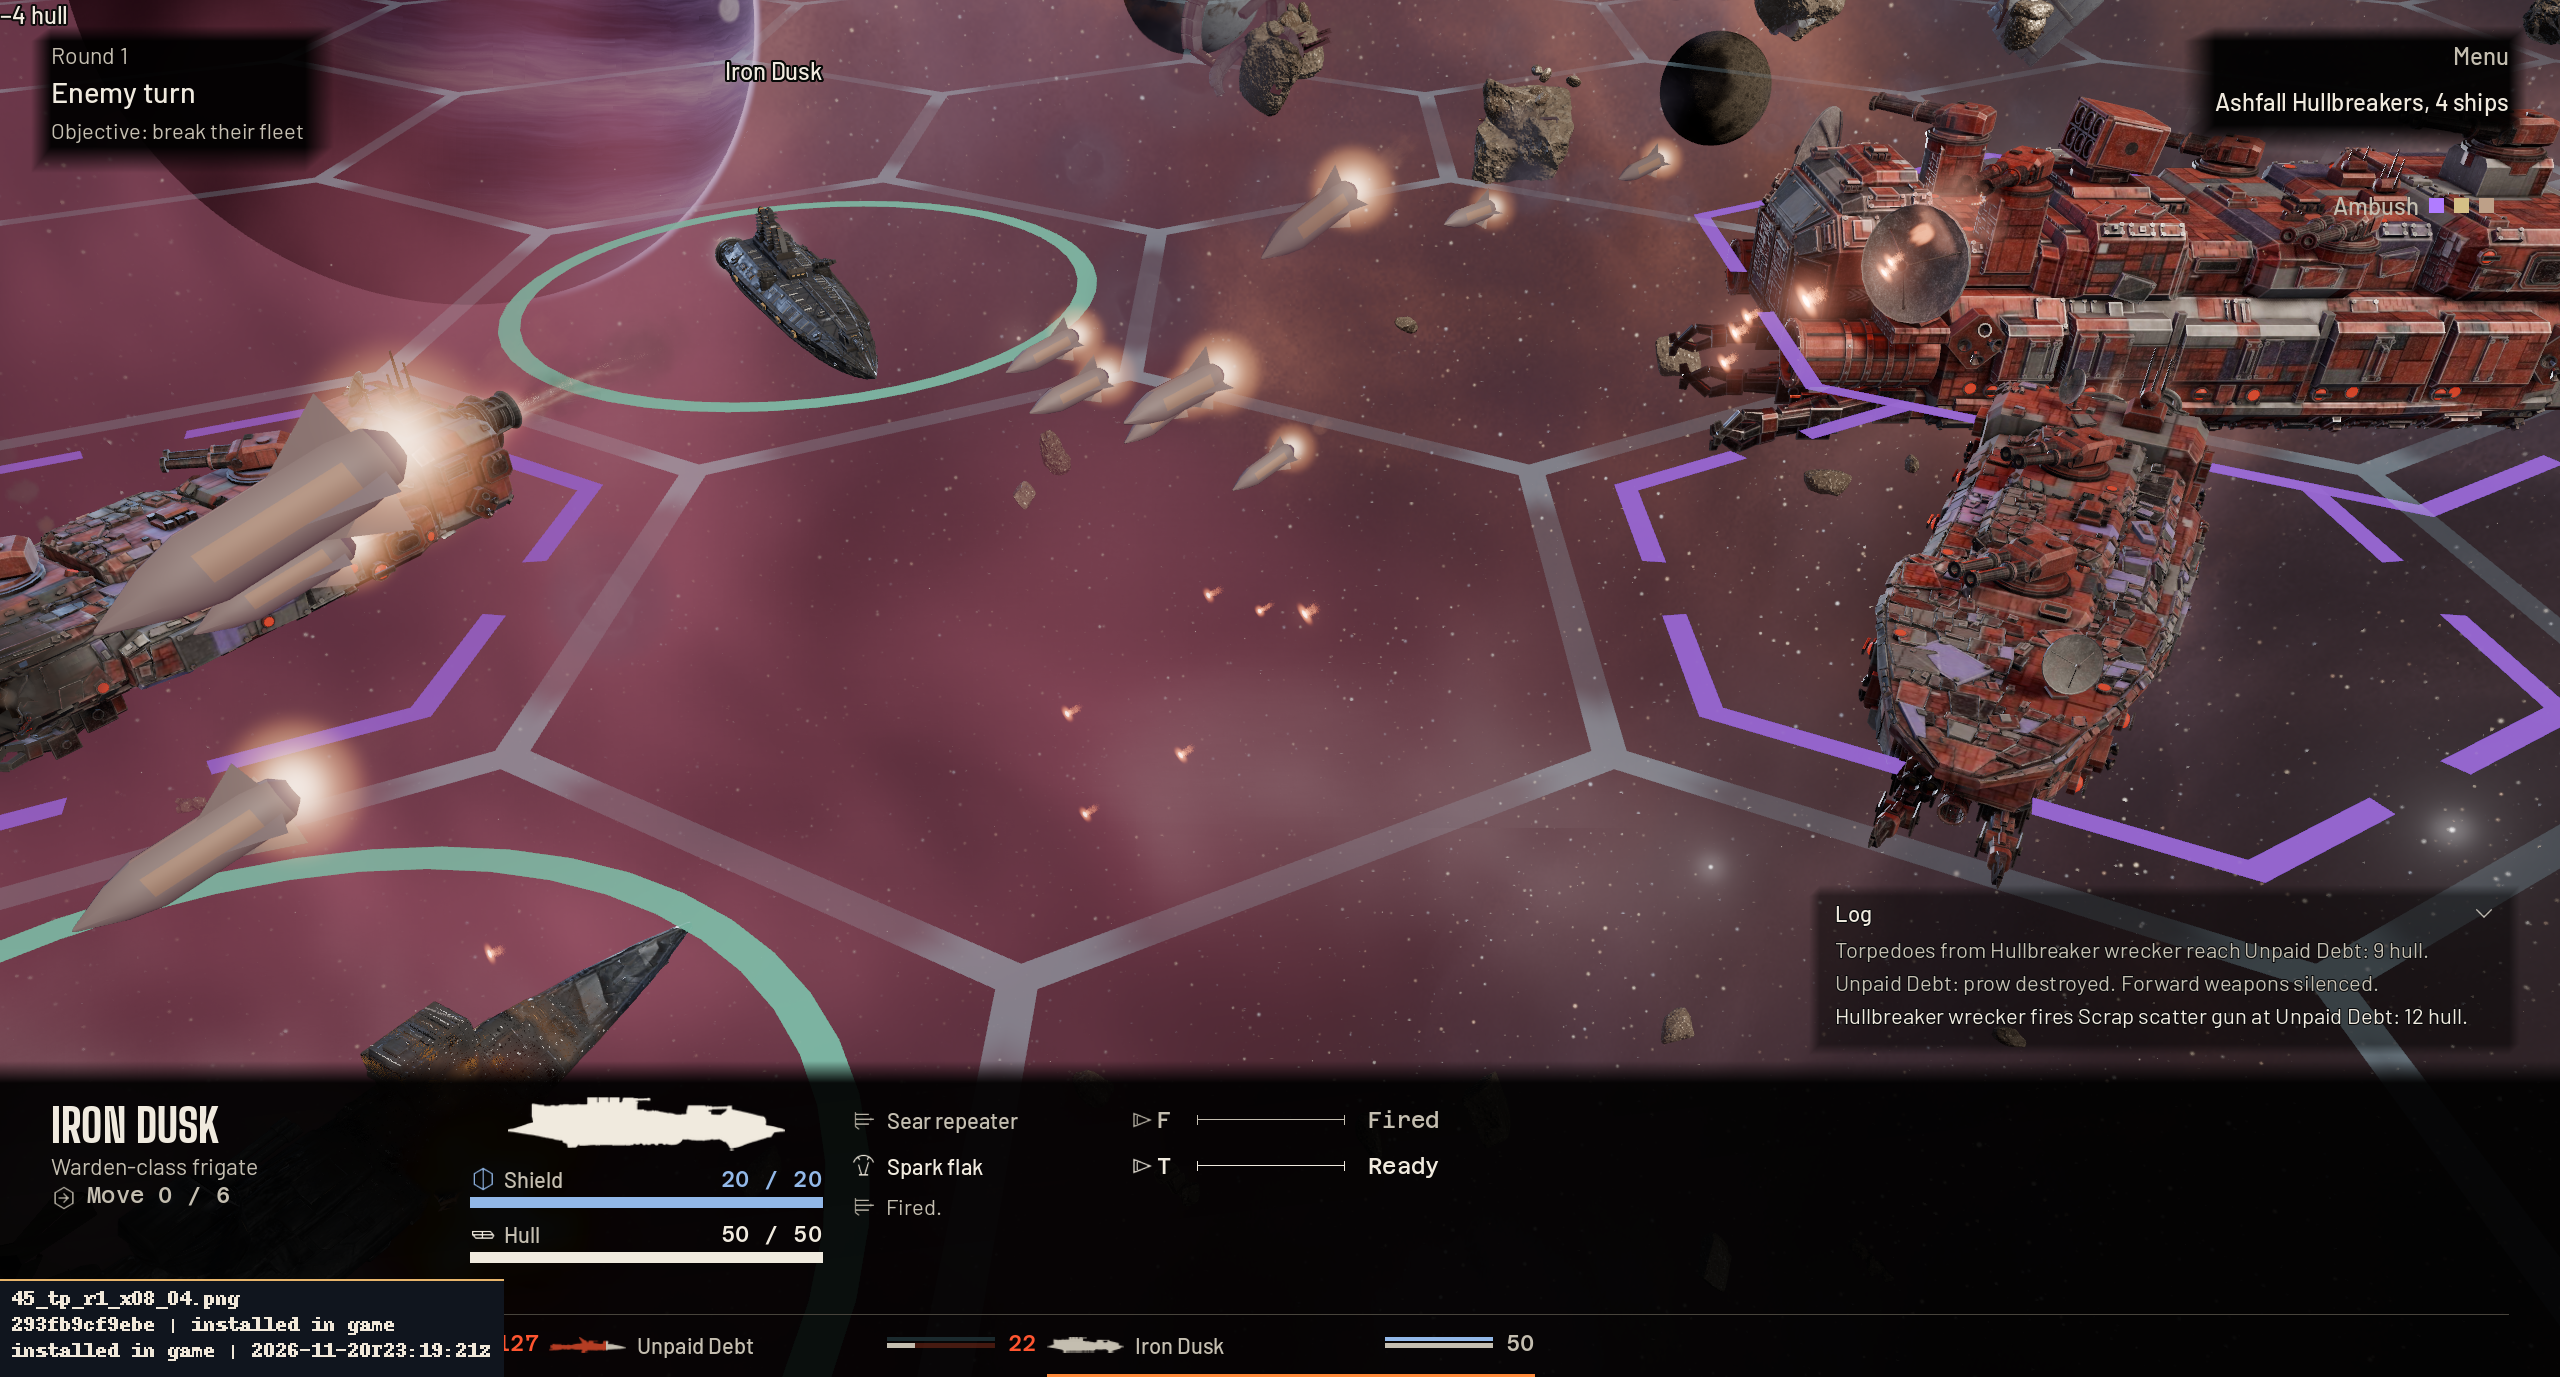 −4 hull
Round 1
Enemy turn
Objective: break their fleet
Iron Dusk
Menu
Ashfall Hullbreakers, 4 ships
Ambush
Log
Torpedoes from Hullbreaker wrecker reach Unpaid Debt: 9 hull.
Unpaid Debt: prow destroyed. Forward weapons silenced.
Hullbreaker wrecker fires Scrap scatter gun at Unpaid Debt: 12 hull.
IRON DUSK
Warden-class frigate
Move 0 / 6
Shield 20 / 20
Hull 50 / 50
Sear repeater F Fired
Spark flak T Ready
Fired.
45_tp_r1_x08_04.png
293fb9cf9ebe | installed in game
installed in game | 2026-11-20T23:19:21Z
127 Unpaid Debt 22 Iron Dusk 50